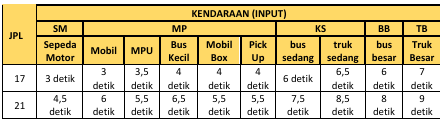 KENDARAAN (INPUT)
JPL SM MP KS BB TB
Sepeda Motor Mobil MPU Bus Kecil Mobil Box Pick Up bus sedang truk sedang bus besar Truk Besar
17 3 detik 3 detik 3,5 detik 4 detik 4 detik 4 detik 6 detik 6,5 detik 6 detik 7 detik
21 4,5 detik 6 detik 5,5 detik 6,5 detik 5,5 detik 5,5 detik 7,5 detik 8,5 detik 8 detik 9 detik